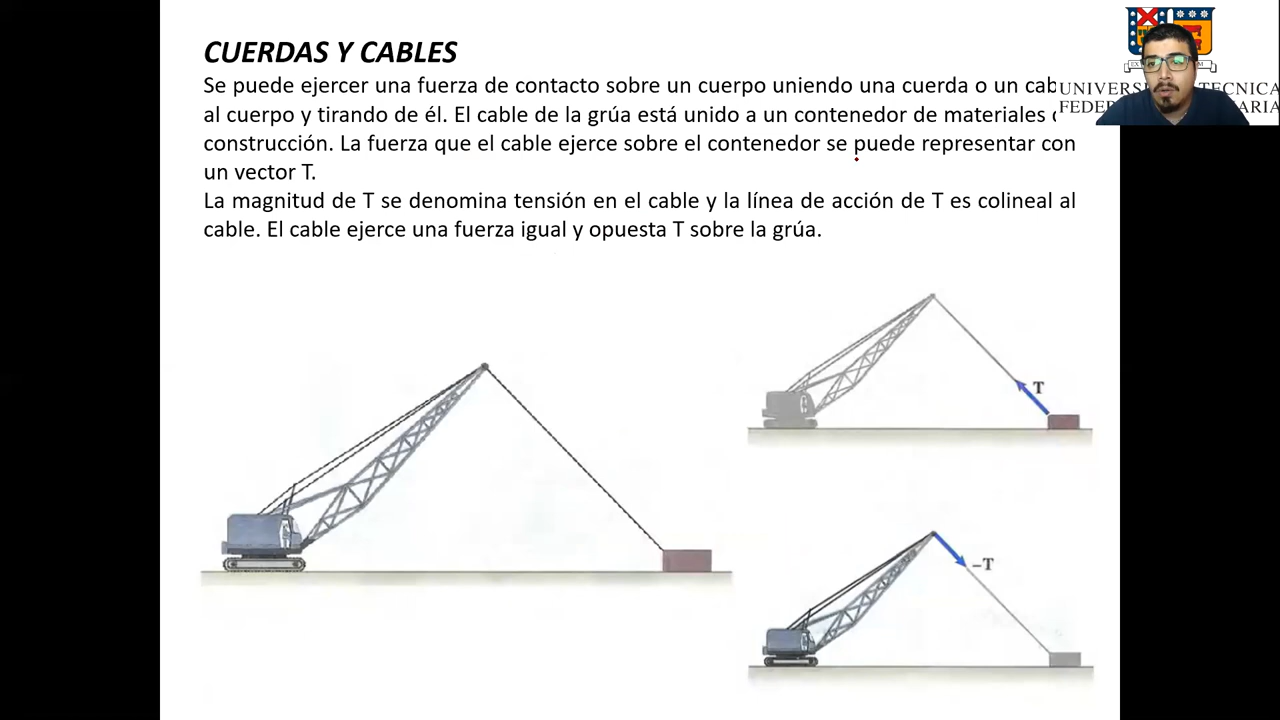 CUERDAS Y CABLES
Se puede ejercer una fuerza de contacto sobre un cuerpo uniendo una cuerda o un cab
al cuerpo y tirando de él. El cable de la grúa está unido a un contenedor de materiales
construcción. La fuerza que el cable ejerce sobre el contenedor se puede representar con
un vector T.
La magnitud de T se denomina tensión en el cable y la línea de acción de T es colineal al
cable. El cable ejerce una fuerza igual y opuesta T sobre la grúa.
UNIVER TECNICA
FEDER ARIA
T
–T